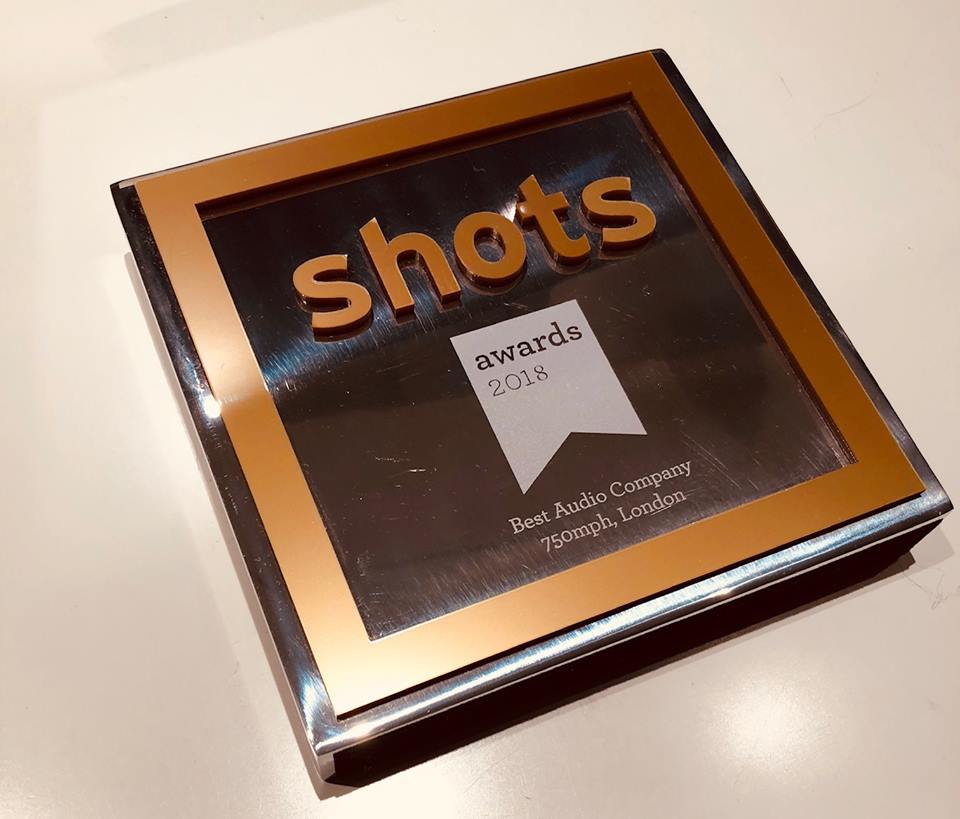 shots
awards
2018
Best Audio Company
750mph, London